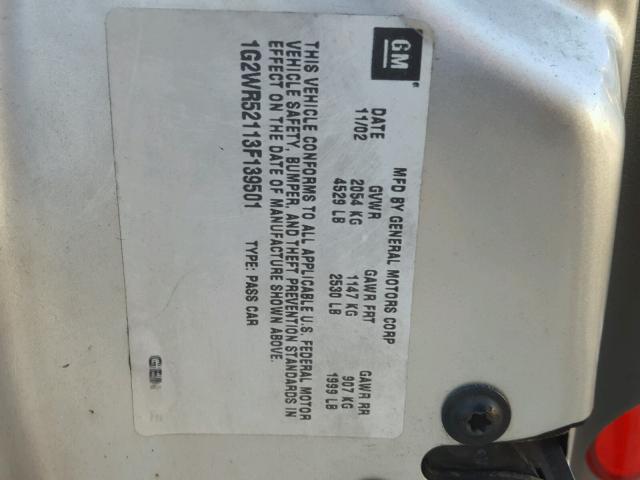 GM
MFD BY GENERAL MOTORS CORP
DATE GVWR GAWR FRT GAWR RR
11/02 2054 KG 1147 KG 907 KG
4529 LB 2530 LB 1999 LB
THIS VEHICLE CONFORMS TO ALL APPLICABLE U.S. FEDERAL MOTOR
VEHICLE SAFETY, BUMPER, AND THEFT PREVENTION STANDARDS IN
EFFECT ON THE DATE OF MANUFACTURE SHOWN ABOVE.
1G2WR52113F139501 TYPE: PASS CAR
GEN